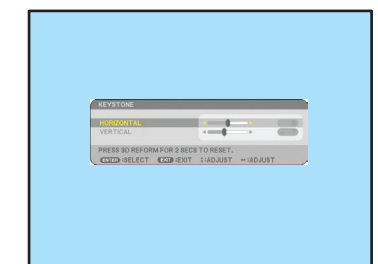 KEYSTONE
HORIZONTAL
VERTICAL
PRESS 3D REFORM FOR 2 SECS TO RESET.
ENTER :SELECT EXIT :EXIT ↕:ADJUST ↔:ADJUST